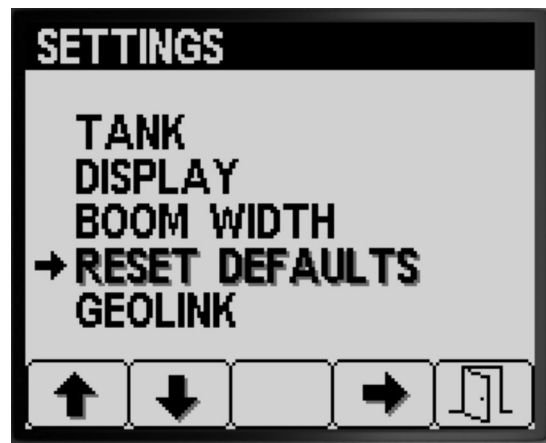 SETTINGS
TANK
DISPLAY
BOOM WIDTH
RESET DEFAULTS
GEOLINK